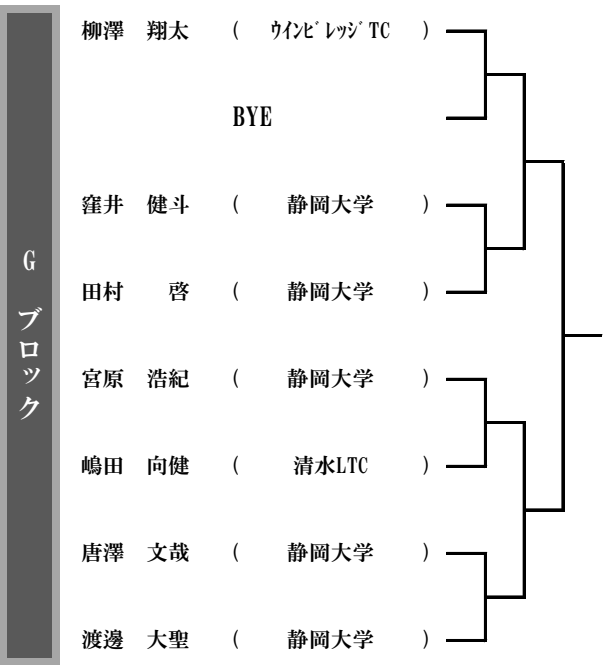 G ブロック
柳澤 翔太 ( ウインビレッジTC )
BYE
窪井 健斗 ( 静岡大学 )
田村 啓 ( 静岡大学 )
宮原 浩紀 ( 静岡大学 )
嶋田 向健 ( 清水LTC )
唐澤 文哉 ( 静岡大学 )
渡邊 大聖 ( 静岡大学 )